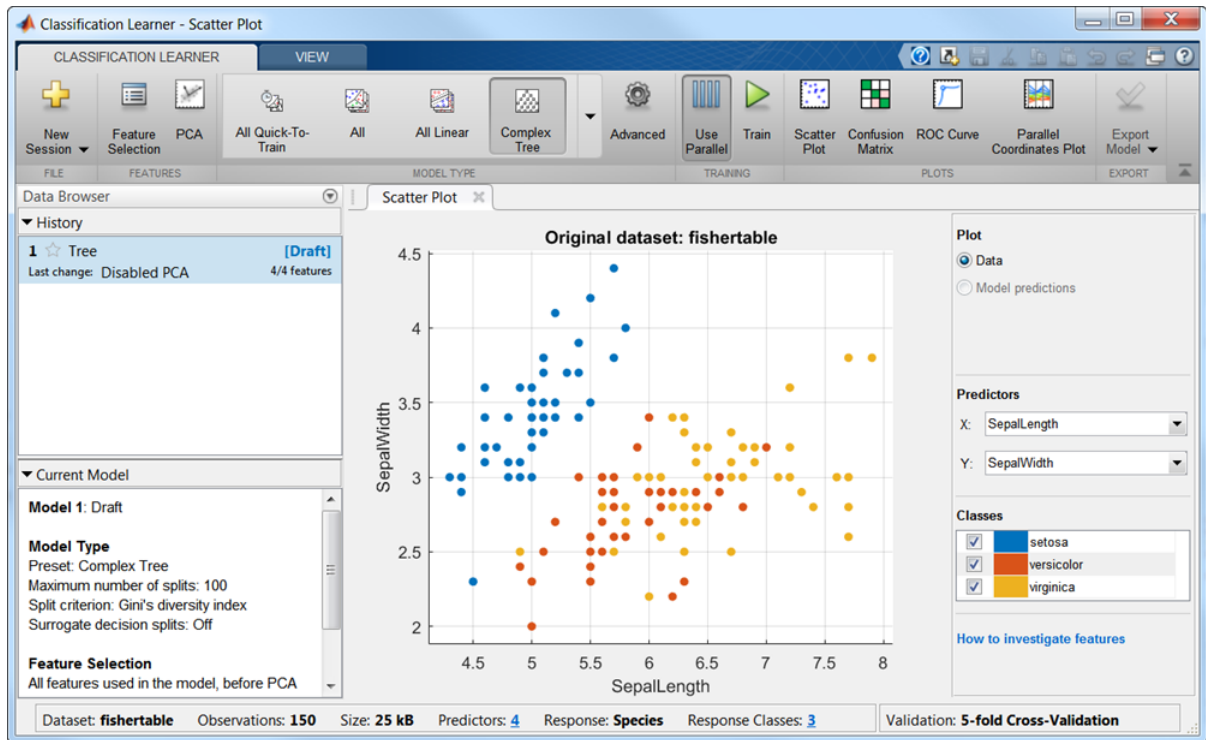 Classification Learner - Scatter Plot
CLASSIFICATION LEARNER
VIEW
New Session
Feature Selection
PCA
All Quick-To-Train
All
All Linear
Complex Tree
Advanced
Use Parallel
Train
Scatter Plot
Confusion Matrix
ROC Curve
Parallel Coordinates Plot
Export Model
FILE
FEATURES
MODEL TYPE
TRAINING
PLOTS
EXPORT
Data Browser
History
1 Tree [Draft]
Last change: Disabled PCA 4/4 features
Current Model
Model 1: Draft
Model Type
Preset: Complex Tree
Maximum number of splits: 100
Split criterion: Gini's diversity index
Surrogate decision splits: Off
Feature Selection
All features used in the model, before PCA
Scatter Plot
Original dataset: fishertable
4.5
4
3.5
3
2.5
2
SepalWidth
4.5 5 5.5 6 6.5 7 7.5 8
SepalLength
Plot
Data
Model predictions
Predictors
X: SepalLength
Y: SepalWidth
Classes
setosa
versicolor
virginica
How to investigate features
Dataset: fishertable Observations: 150 Size: 25 kB Predictors: 4 Response: Species Response Classes: 3 Validation: 5-fold Cross-Validation